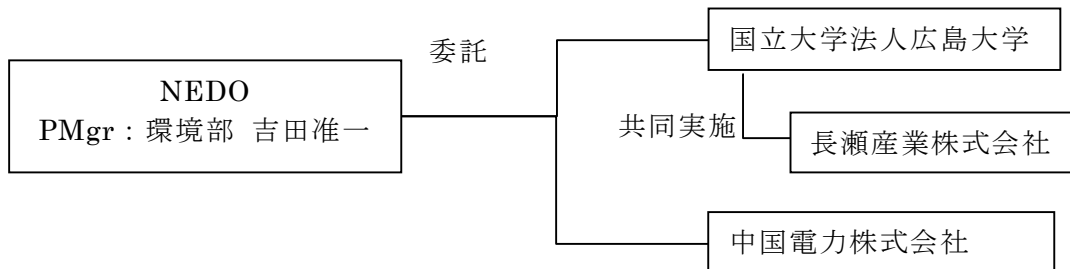 NEDO
PMgr：環境部 吉田准一
委託
国立大学法人広島大学
共同実施
長瀬産業株式会社
中国電力株式会社